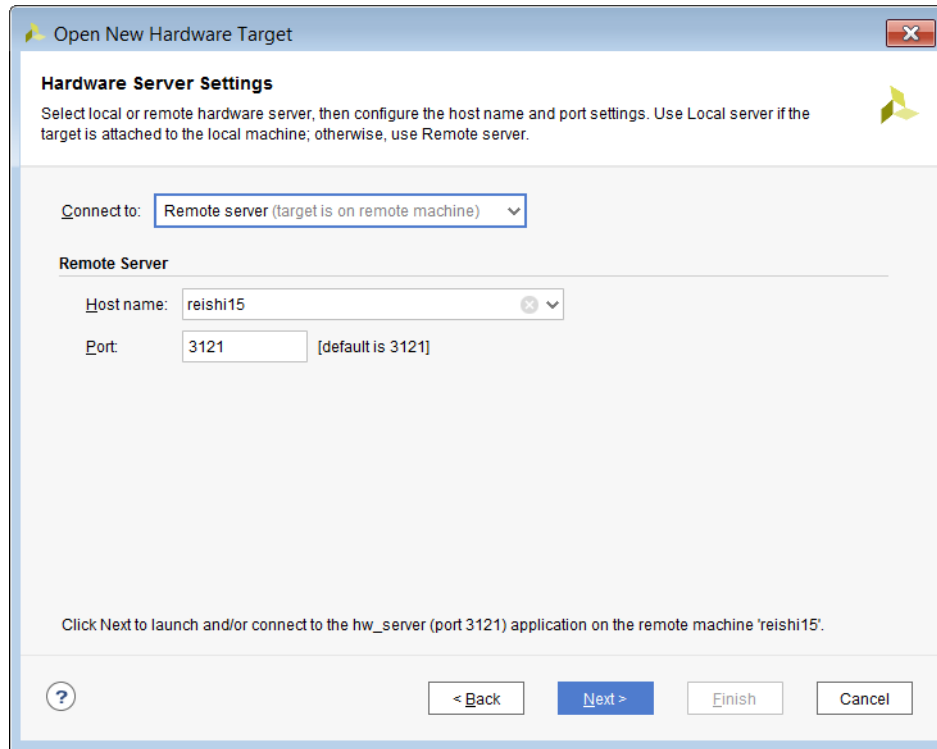 Open New Hardware Target
Hardware Server Settings
Select local or remote hardware server, then configure the host name and port settings. Use Local server if the
target is attached to the local machine; otherwise, use Remote server.
Connect to: Remote server (target is on remote machine)
Remote Server
Host name: reishi15
Port: 3121 [default is 3121]
Click Next to launch and/or connect to the hw_server (port 3121) application on the remote machine 'reishi15'.
? < Back Next > Finish Cancel